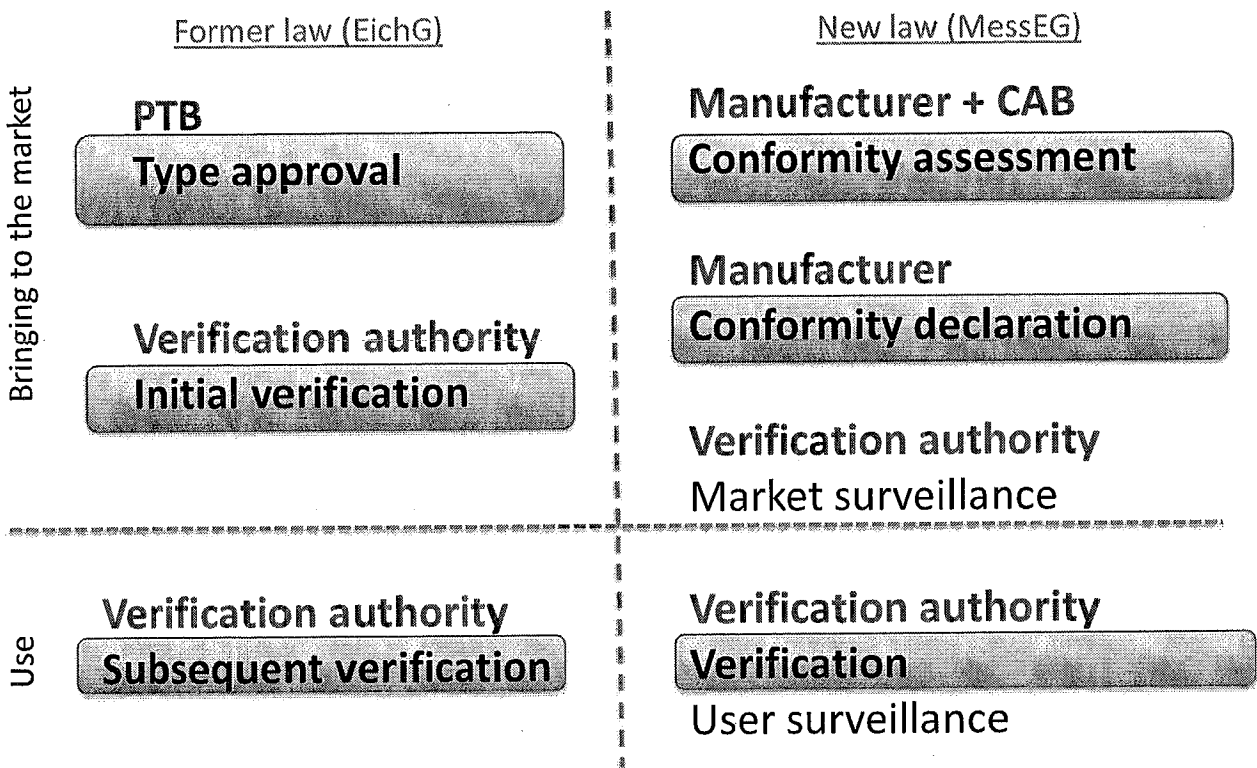 Former law (EichG)
New law (MessEG)
Bringing to the market
PTB
Type approval
Verification authority
Initial verification
Manufacturer + CAB
Conformity assessment
Manufacturer
Conformity declaration
Verification authority
Market surveillance
Use
Verification authority
Subsequent verification
Verification authority
Verification
User surveillance